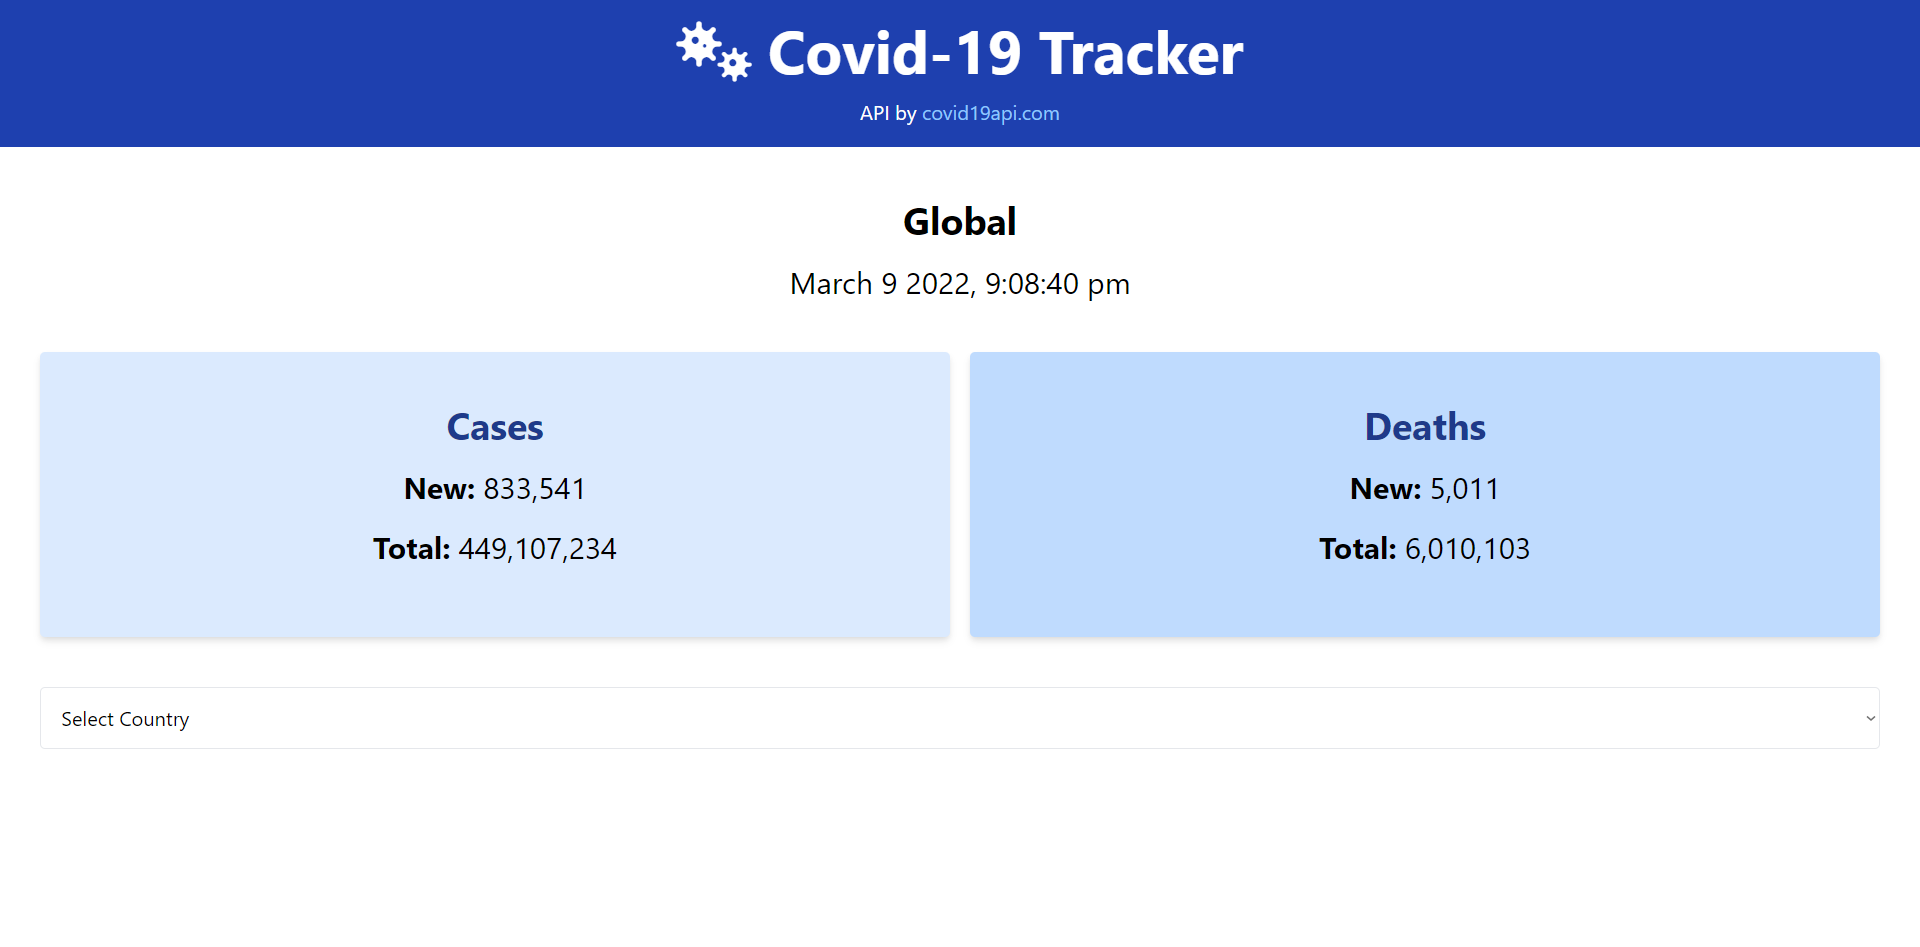 Covid-19 Tracker
API by covid19api.com
Global
March 9 2022, 9:08:40 pm
Cases
New: 833,541
Total: 449,107,234
Deaths
New: 5,011
Total: 6,010,103
Select Country